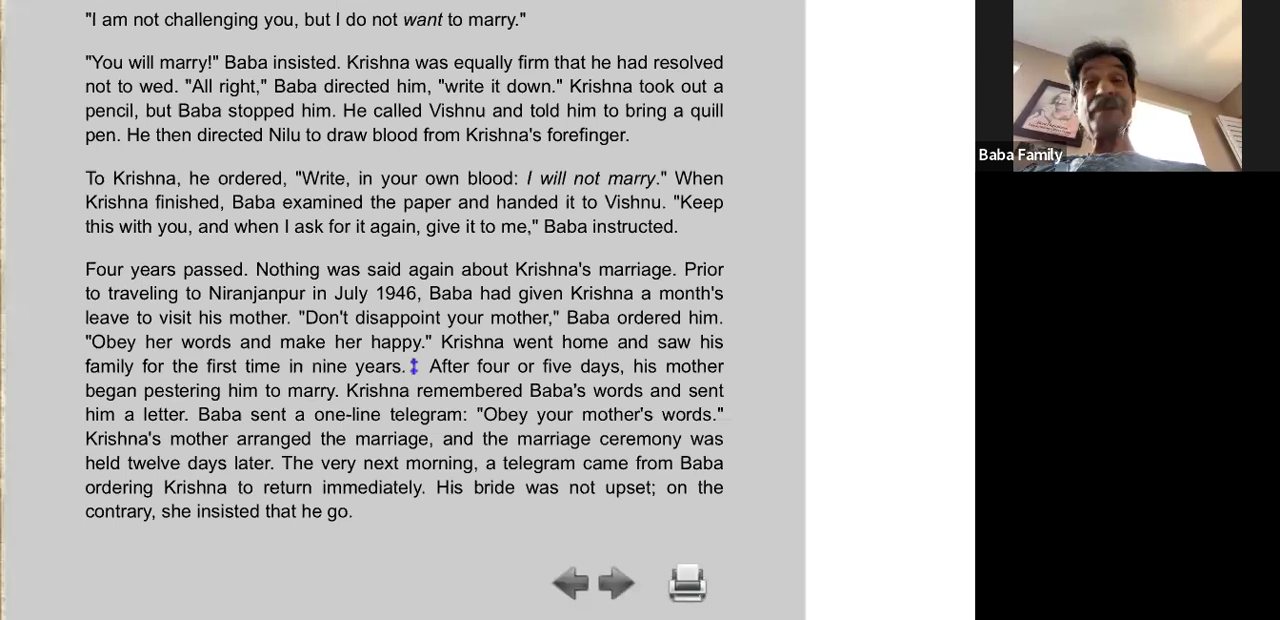 "I am not challenging you, but I do not want to marry."
"You will marry!" Baba insisted. Krishna was equally firm that he had resolved
not to wed. "All right," Baba directed him, "write it down." Krishna took out a
pencil, but Baba stopped him. He called Vishnu and told him to bring a quill
pen. He then directed Nilu to draw blood from Krishna's forefinger.
To Krishna, he ordered, "Write, in your own blood: I will not marry." When
Krishna finished, Baba examined the paper and handed it to Vishnu. "Keep
this with you, and when I ask for it again, give it to me," Baba instructed.
Four years passed. Nothing was said again about Krishna's marriage. Prior
to traveling to Niranjanpur in July 1946, Baba had given Krishna a month's
leave to visit his mother. "Don't disappoint your mother," Baba ordered him.
"Obey her words and make her happy." Krishna went home and saw his
family for the first time in nine years.‡ After four or five days, his mother
began pestering him to marry. Krishna remembered Baba's words and sent
him a letter. Baba sent a one-line telegram: "Obey your mother's words."
Krishna's mother arranged the marriage, and the marriage ceremony was
held twelve days later. The very next morning, a telegram came from Baba
ordering Krishna to return immediately. His bride was not upset; on the
contrary, she insisted that he go.
Baba Family